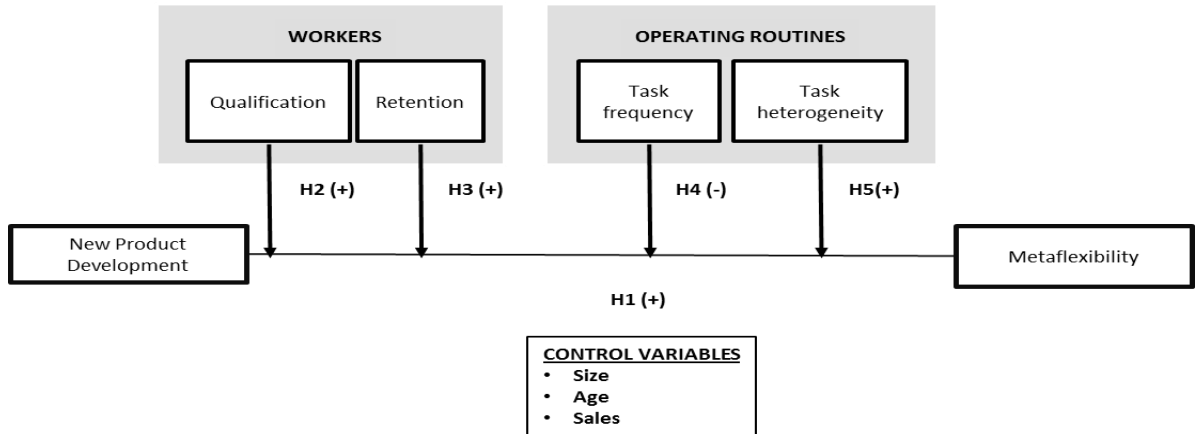 WORKERS
OPERATING ROUTINES
Qualification
Retention
Task
frequency
Task
heterogeneity
H2 (+)
H3 (+)
H4 (-)
H5(+)
New Product
Development
Metaflexibility
H1 (+)
CONTROL VARIABLES
• Size
• Age
• Sales